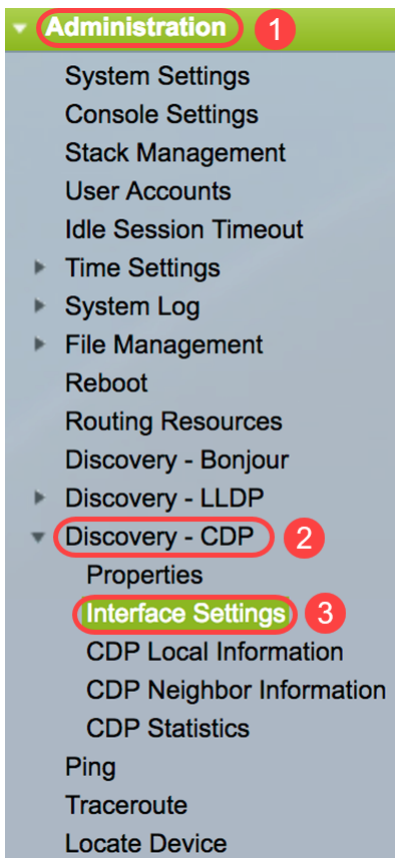 Administration 1
System Settings
Console Settings
Stack Management
User Accounts
Idle Session Timeout
Time Settings
System Log
File Management
Reboot
Routing Resources
Discovery - Bonjour
Discovery - LLDP
Discovery - CDP 2
Properties
Interface Settings 3
CDP Local Information
CDP Neighbor Information
CDP Statistics
Ping
Traceroute
Locate Device